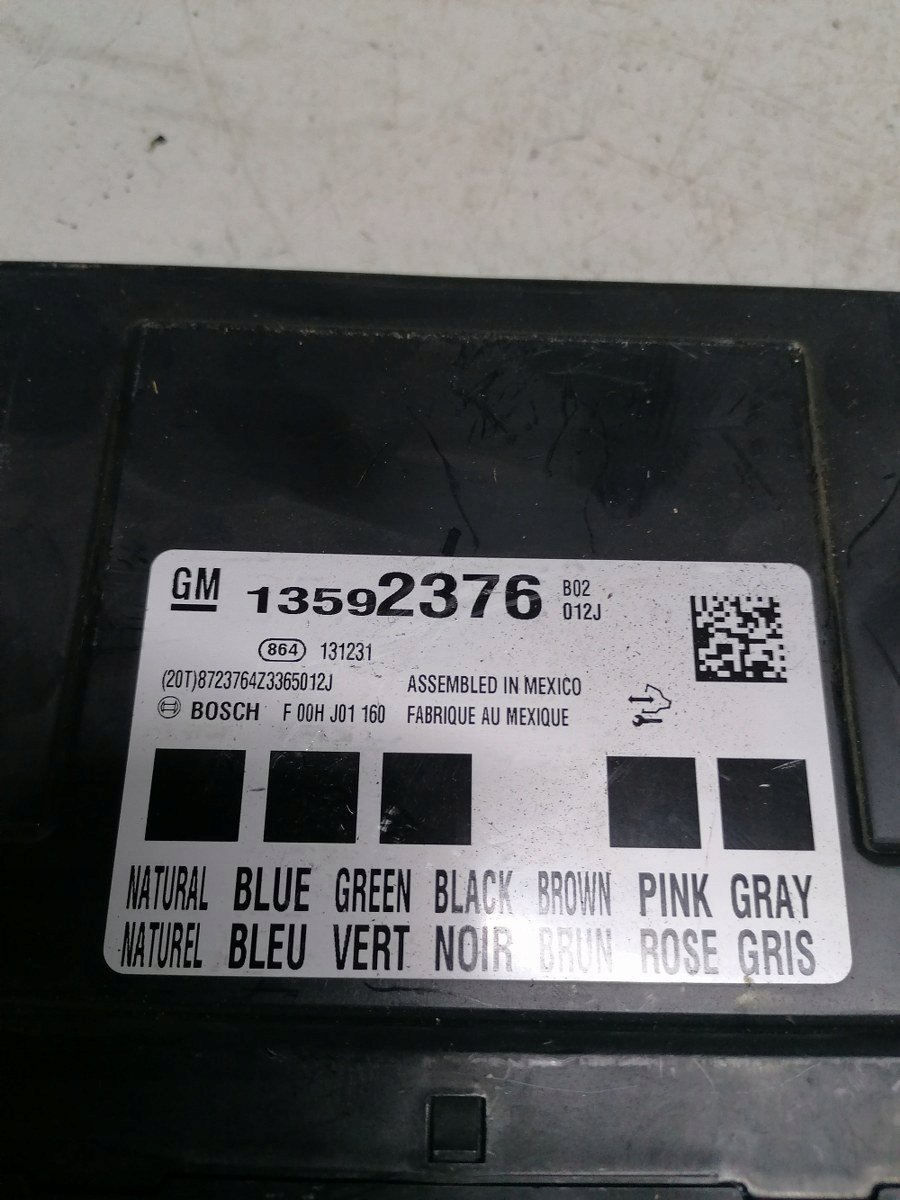 GM 13592376 B02
012J
864 131231
(20T)8723764Z3365012J ASSEMBLED IN MEXICO
BOSCH F 00H J01 160 FABRIQUE AU MEXIQUE
NATURAL BLUE GREEN BLACK BROWN PINK GRAY
NATUREL BLEU VERT NOIR BRUN ROSE GRIS